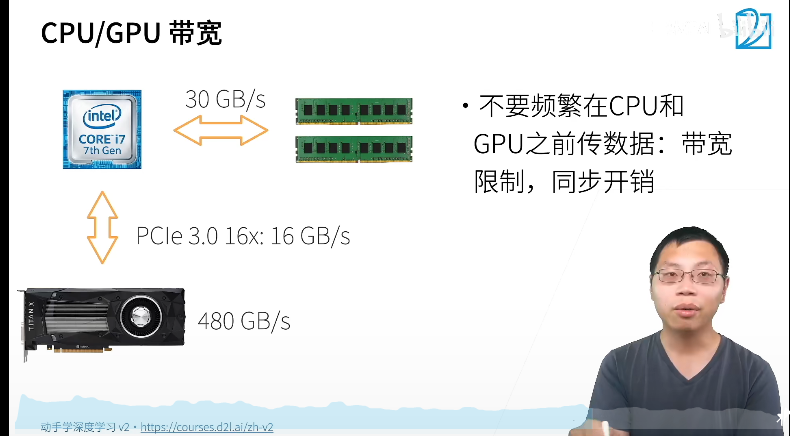 CPU/GPU 带宽
30 GB/s
intel
CORE i7
7th Gen
• 不要频繁在CPU和
GPU之前传数据：带宽
限制，同步开销
PCIe 3.0 16x: 16 GB/s
TITAN X
480 GB/s
动手学深度学习 v2 • https://courses.d2l.ai/zh-v2